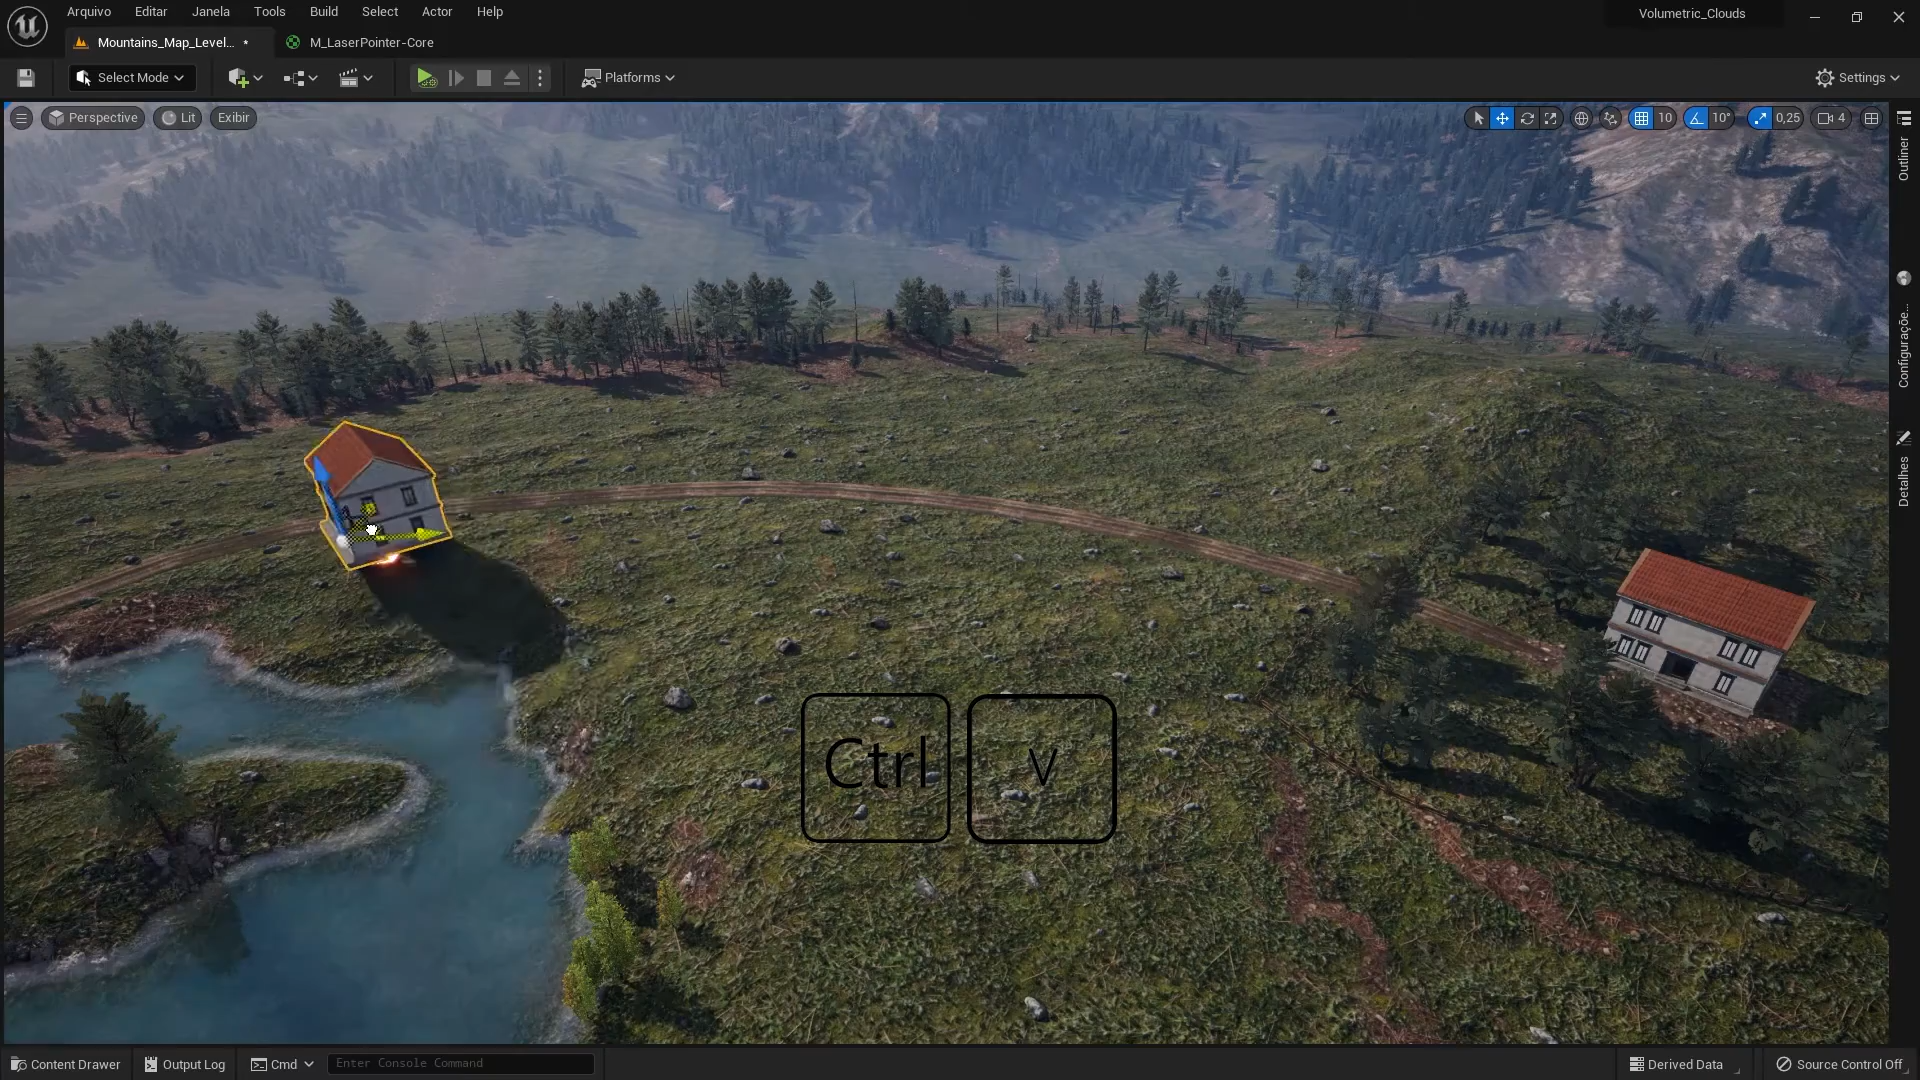 Arquivo Editar Janela Tools Build Select Actor Help
Volumetric_Clouds
Mountains_Map_Level...
M_LaserPointer-Core
Select Mode
Platforms
Settings
Perspective
Lit
Exibir
10
10°
0,25
4
Outliner
Configuraçõe...
Detalhes
Ctrl
V
Content Drawer
Output Log
Cmd
Enter Console Command
Derived Data
Source Control Off